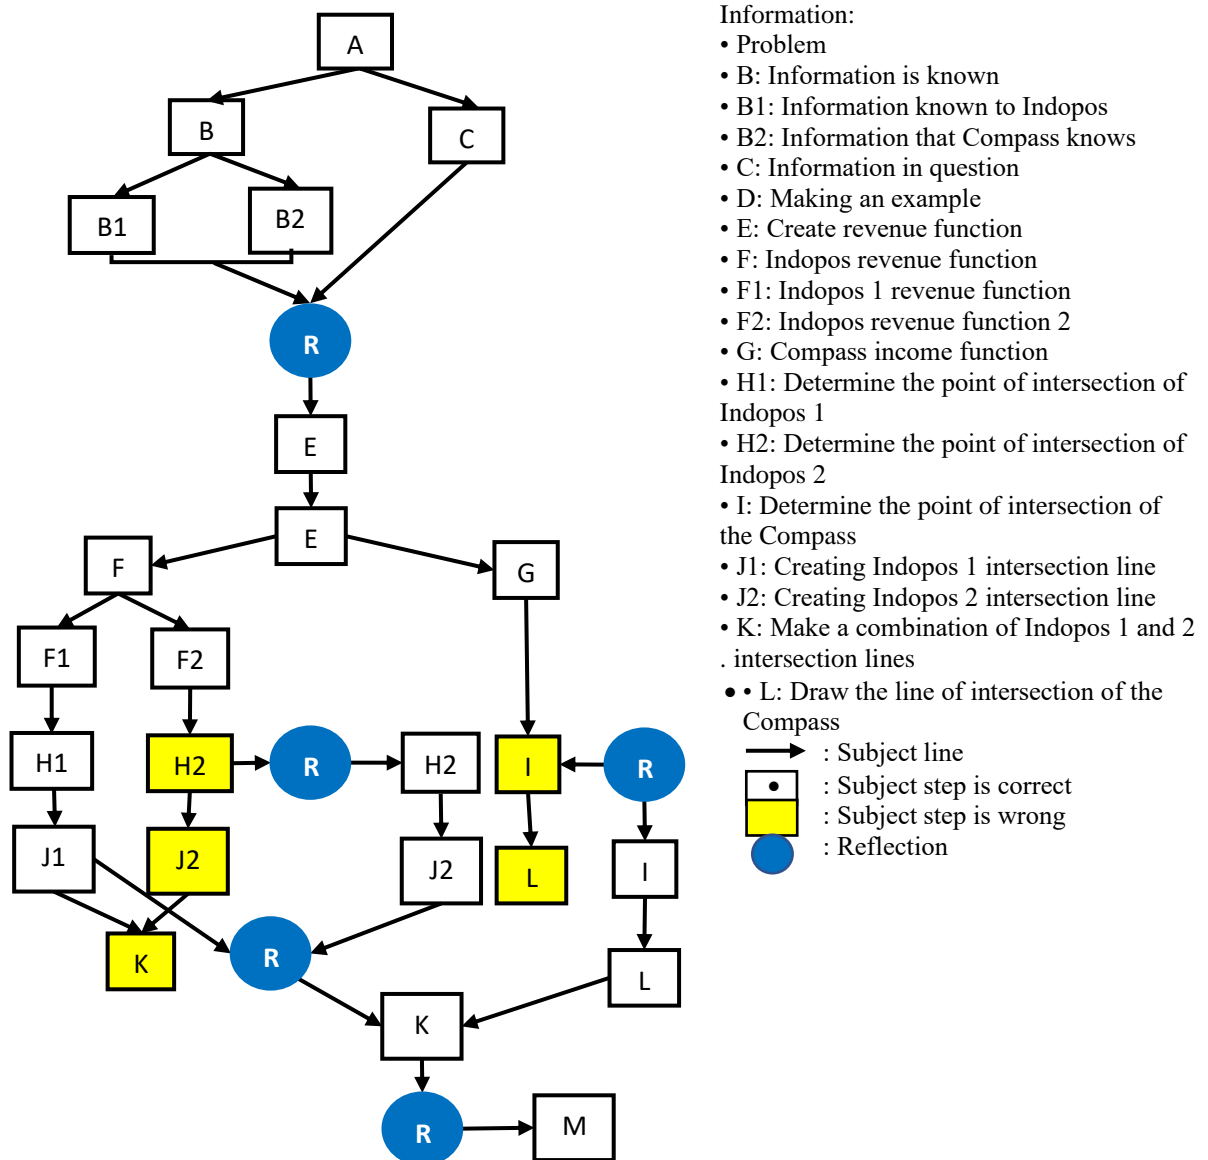 A
B
C
B1
B2
R
E
E
F
G
F1
F2
H1
H2
R
H2
I
R
J1
J2
J2
L
I
K
R
L
K
R
M
Information:
• Problem
• B: Information is known
• B1: Information known to Indopos
• B2: Information that Compass knows
• C: Information in question
• D: Making an example
• E: Create revenue function
• F: Indopos revenue function
• F1: Indopos 1 revenue function
• F2: Indopos revenue function 2
• G: Compass income function
• H1: Determine the point of intersection of
Indopos 1
• H2: Determine the point of intersection of
Indopos 2
• I: Determine the point of intersection of
the Compass
• J1: Creating Indopos 1 intersection line
• J2: Creating Indopos 2 intersection line
• K: Make a combination of Indopos 1 and 2
. intersection lines
• • L: Draw the line of intersection of the
Compass
: Subject line
: Subject step is correct
: Subject step is wrong
: Reflection